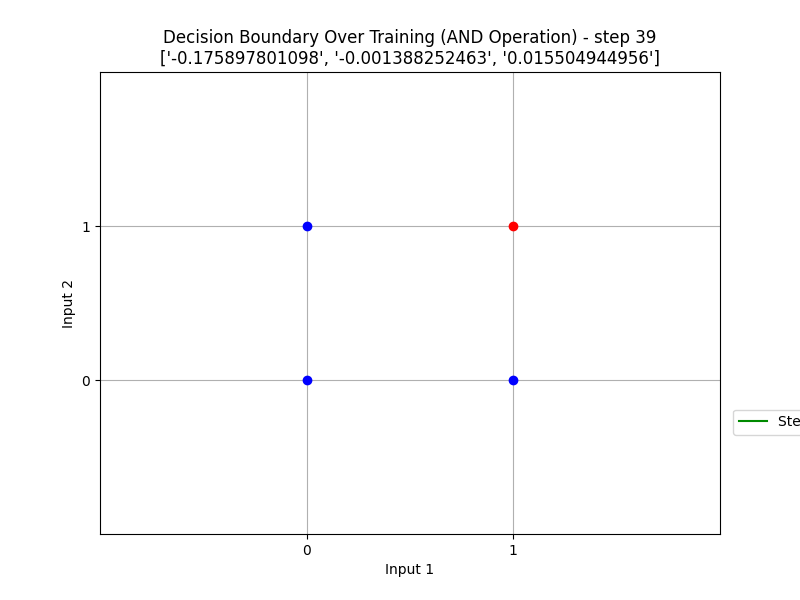 Decision Boundary Over Training (AND Operation) - step 39
['-0.175897801098', '-0.001388252463', '0.015504944956']
1
Input 2
0
Ste
0 1
Input 1